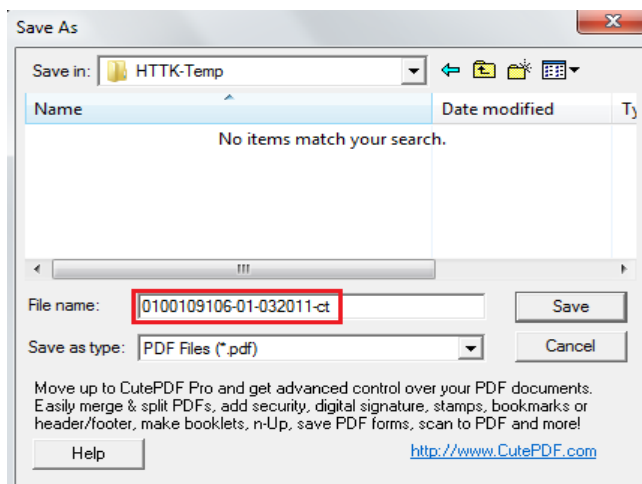 Save As
Save in: HTTK-Temp
Name Date modified Ty
No items match your search.
File name: 0100109106-01-032011-ct Save
Save as type: PDF Files (*.pdf) Cancel
Move up to CutePDF Pro and get advanced control over your PDF documents.
Easily merge & split PDFs, add security, digital signature, stamps, bookmarks or
header/footer, make booklets, n-Up, save PDF forms, scan to PDF and more!
Help http://www.CutePDF.com